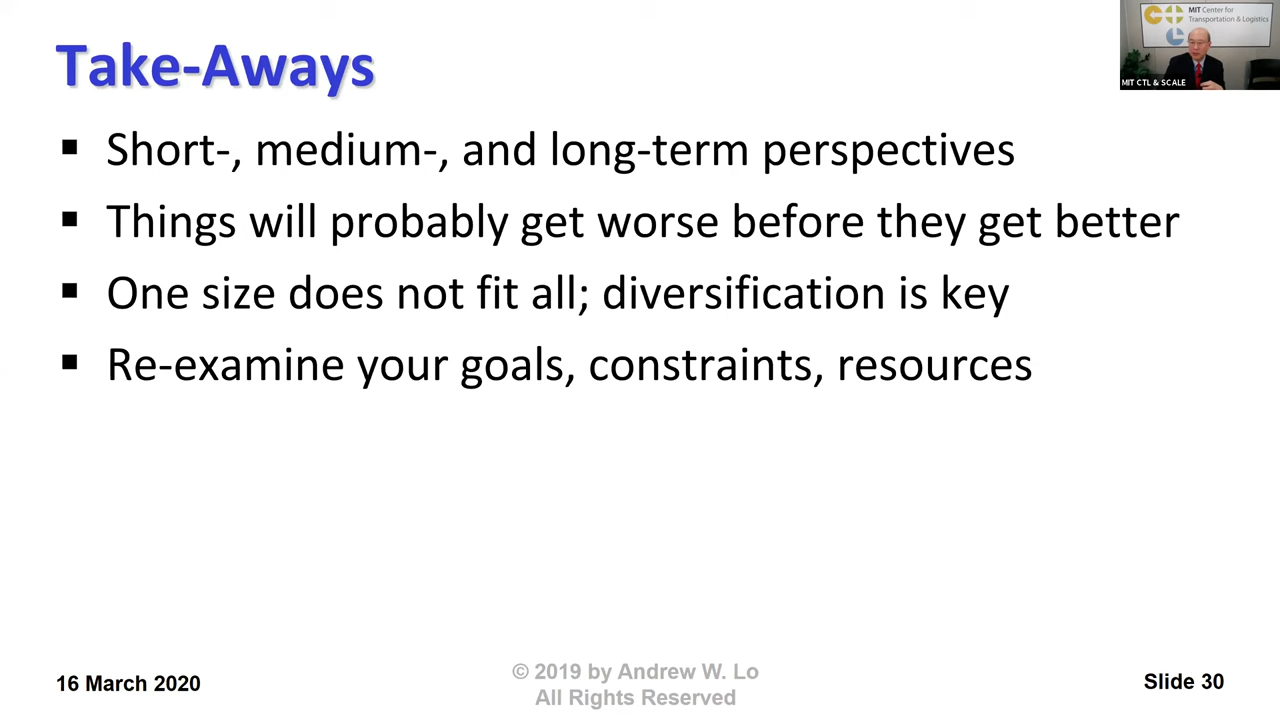 Take-Aways
MIT Center for
Transportation & Logistics
MIT CTL & SCALE
▪ Short-, medium-, and long-term perspectives
▪ Things will probably get worse before they get better
▪ One size does not fit all; diversification is key
▪ Re-examine your goals, constraints, resources
16 March 2020
© 2019 by Andrew W. Lo
All Rights Reserved
Slide 30